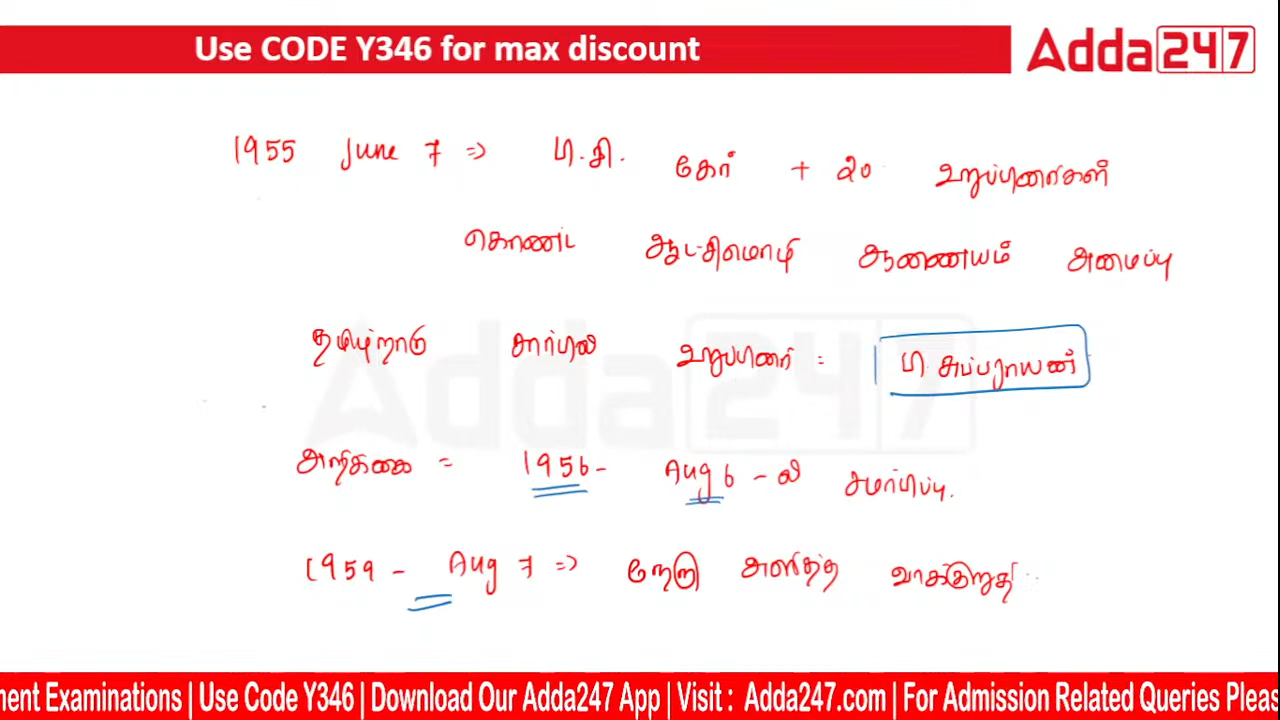 Use CODE Y346 for max discount
Adda247
1955 June 7 => பி.சி. கேர் + 20 உறுப்பினர்கள்
கொண்ட ஆட்சிமொழி ஆணையம் அமைப்பு
தமிழ்நாடு சார்பில் உறுப்பினர் = பி சுப்பராயன்
Adda247
அறிக்கை = 1956 - Aug 6 - ல் சமர்பிப்பு.
1959 - Aug 7 => நேரு அளித்த வாக்குறுதி
ment Examinations | Use Code Y346 | Download Our Adda247 App | Visit : Adda247.com | For Admission Related Queries Pleas